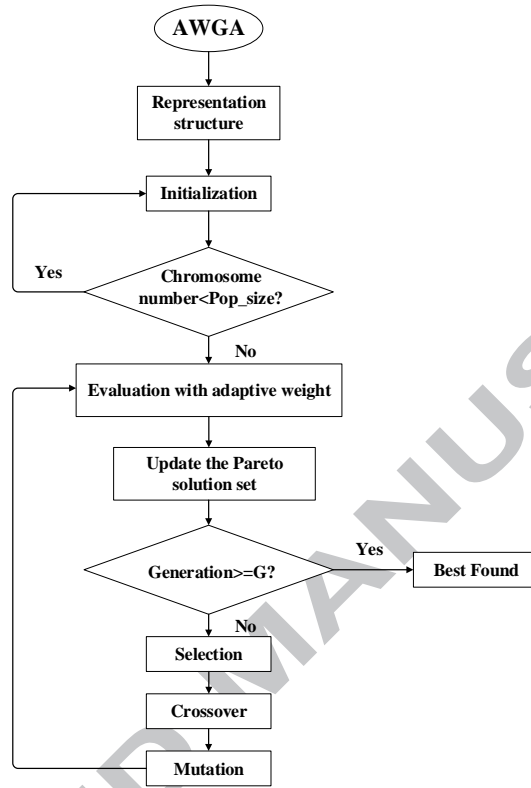 AWGA
Representation
structure
Initialization
Yes
Chromosome
number<Pop_size?
No
Evaluation with adaptive weight
Update the Pareto
solution set
Yes
Generation>=G?
Best Found
No
Selection
Crossover
Mutation